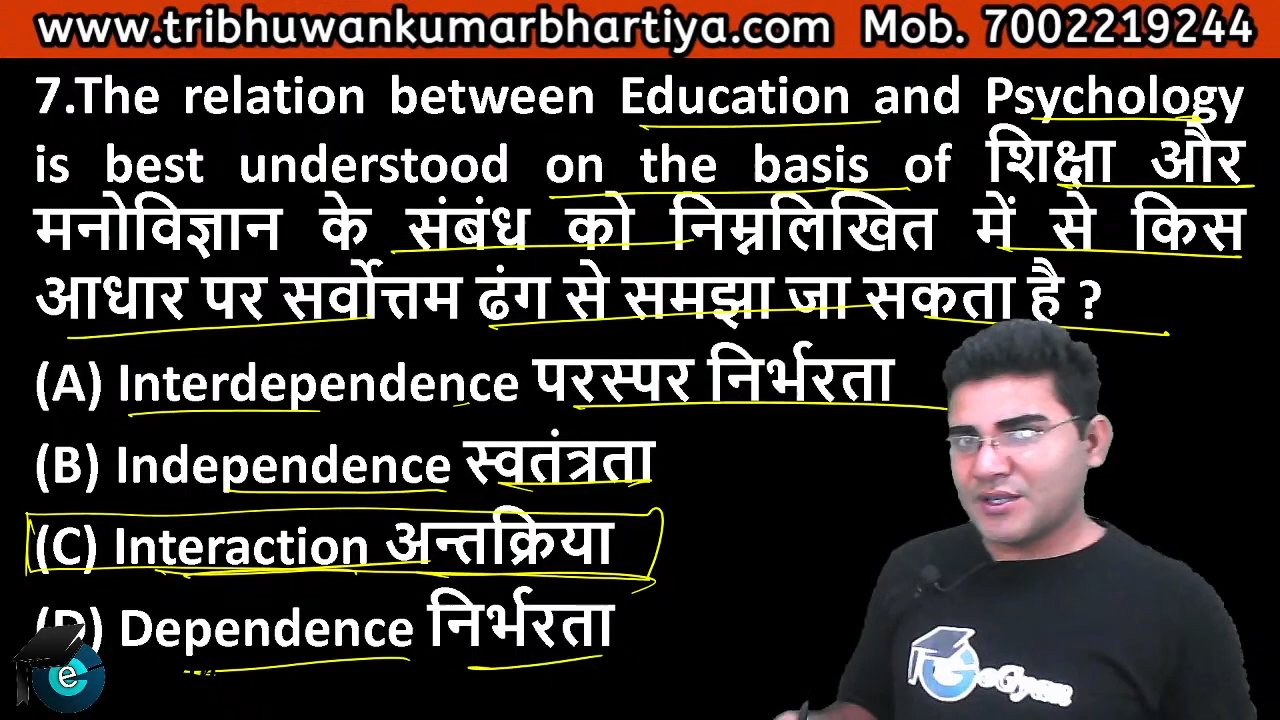 www.tribhuwankumarbhartiya.com Mob. 7002219244
7.The relation between Education and Psychology
is best understood on the basis of शिक्षा और
मनोविज्ञान के संबंध को निम्नलिखित में से किस
आधार पर सर्वोत्तम ढंग से समझा जा सकता है ?
(A) Interdependence परस्पर निर्भरता
(B) Independence स्वतंत्रता
(C) Interaction अन्तक्रिया
(D) Dependence निर्भरता
e
eGyan